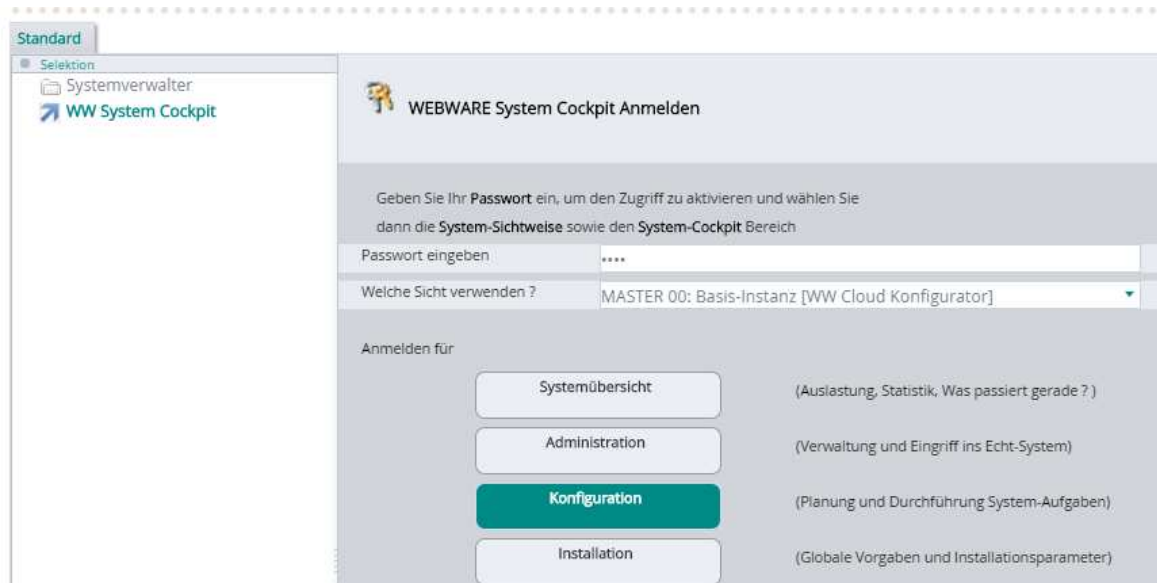 Standard
Selektion
Systemverwalter
WW System Cockpit
WEBWARE System Cockpit Anmelden
Geben Sie Ihr Passwort ein, um den Zugriff zu aktivieren und wählen Sie
dann die System-Sichtweise sowie den System-Cockpit Bereich
Passwort eingeben ••••
Welche Sicht verwenden ? MASTER 00: Basis-Instanz [WW Cloud Konfigurator]
Anmelden für
Systemübersicht (Auslastung, Statistik, Was passiert gerade ? )
Administration (Verwaltung und Eingriff ins Echt-System)
Konfiguration (Planung und Durchführung System-Aufgaben)
Installation (Globale Vorgaben und Installationsparameter)